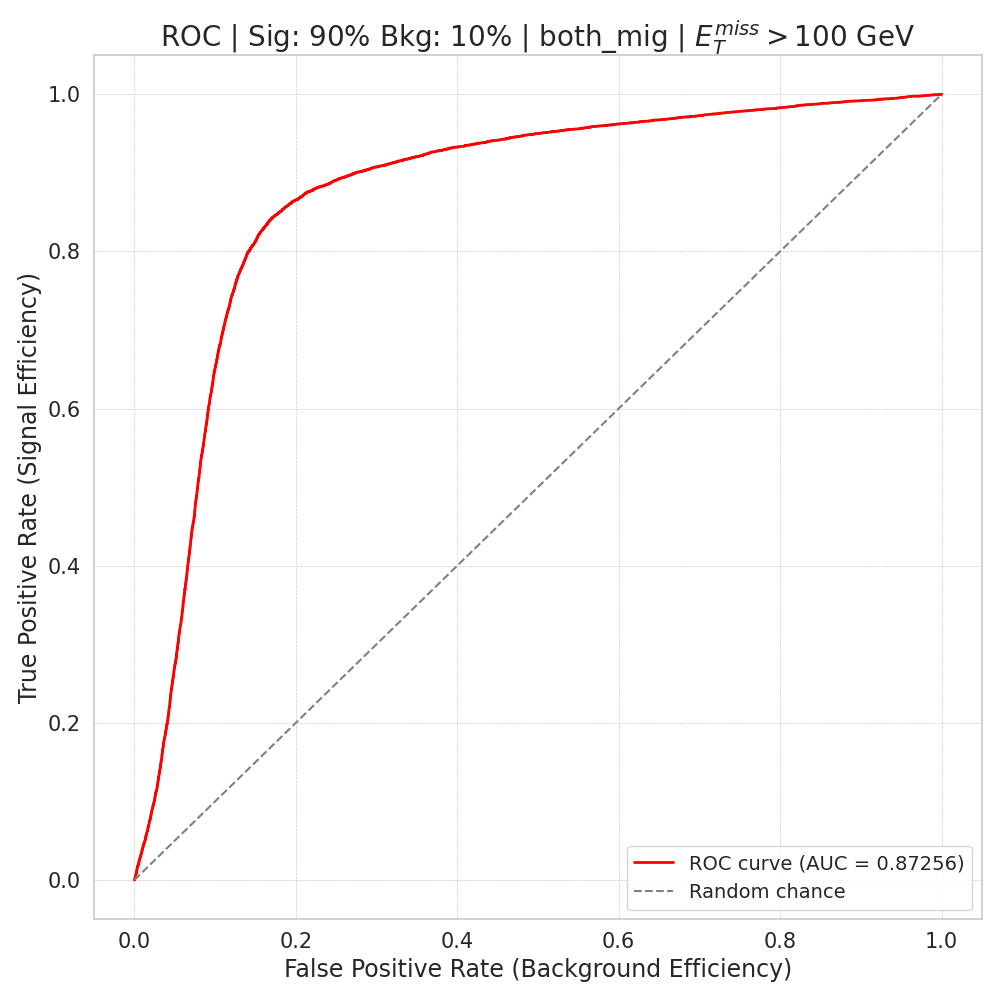 ROC | Sig: 90% Bkg: 10% | both_mig | $E_T^{miss} > 100$ GeV
1.0
0.8
0.6
0.4
0.2
0.0
True Positive Rate (Signal Efficiency)
ROC curve (AUC = 0.87256)
Random chance
0.0 0.2 0.4 0.6 0.8 1.0
False Positive Rate (Background Efficiency)